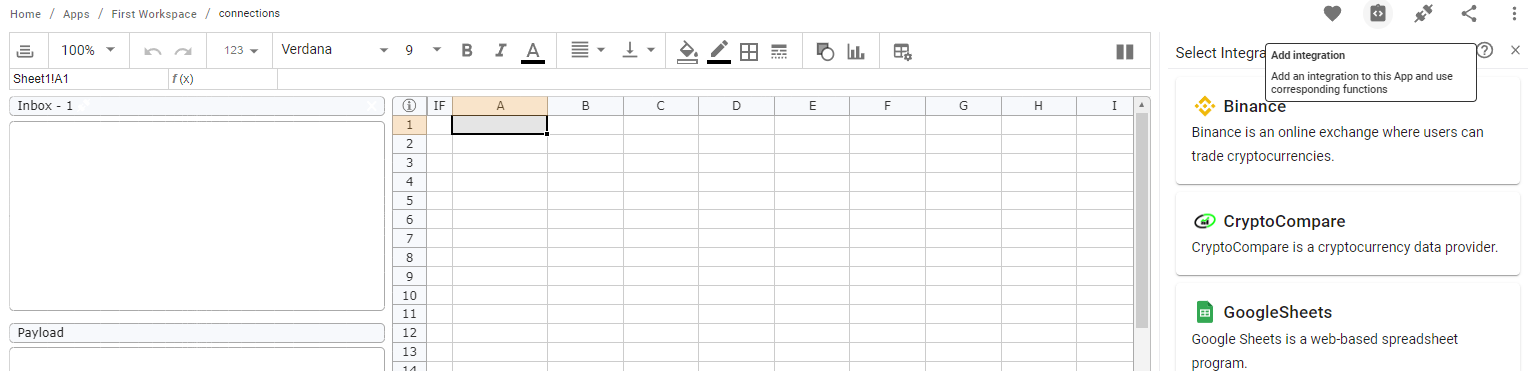 Home / Apps / First Workspace / connections
100% 123 Verdana 9 B I A
Select Integra
Add integration
Add an integration to this App and use
corresponding functions
Sheet1!A1 f (x)
Inbox - 1
IF A B C D E F G H I
1
2
3
4
5
6
7
8
9
10
11
12
13
14
Payload
Binance
Binance is an online exchange where users can
trade cryptocurrencies.
CryptoCompare
CryptoCompare is a cryptocurrency data provider.
GoogleSheets
Google Sheets is a web-based spreadsheet
program.